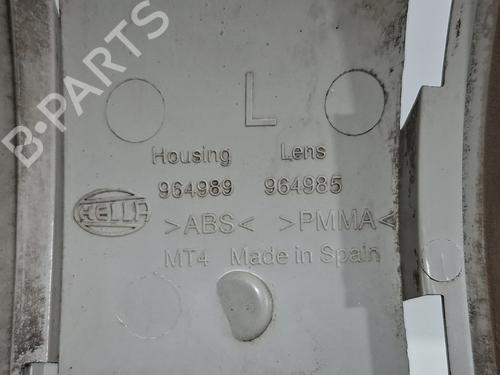 B-PARTS
L
Housing Lens
964989 964985
HELLA >ABS< >PMMA<
MT4 Made in Spain